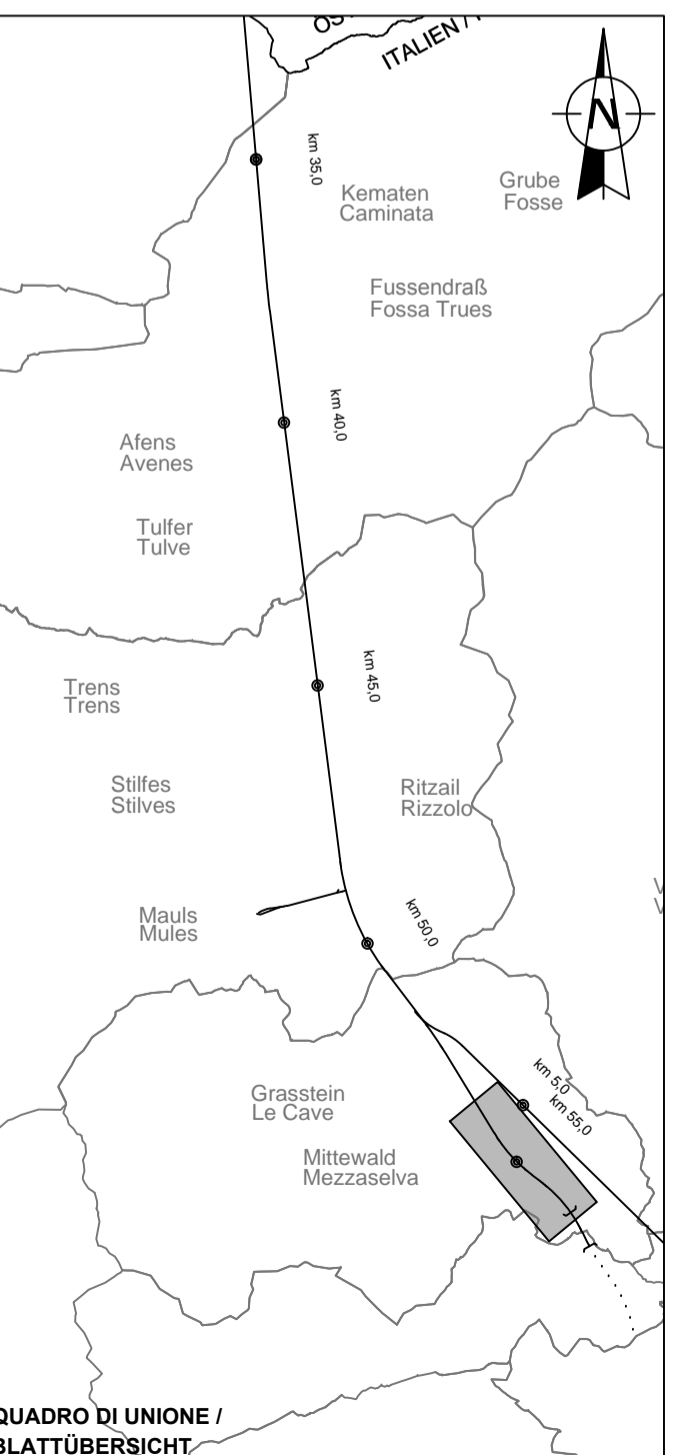 ITALIEN /
N
km 35,0
Kematen
Caminata
Grube
Fosse
Fussendraß
Fossa Trues
km 40,0
Afens
Avenes
Tulfer
Tulve
km 45,0
Trens
Trens
Stilfes
Stilves
Ritzail
Rizzolo
Mauls
Mules
km 50,0
km 5,0
km 55,0
Grasstein
Le Cave
Mittewald
Mezzaselva
QUADRO DI UNIONE /
BLATTÜBERSICHT